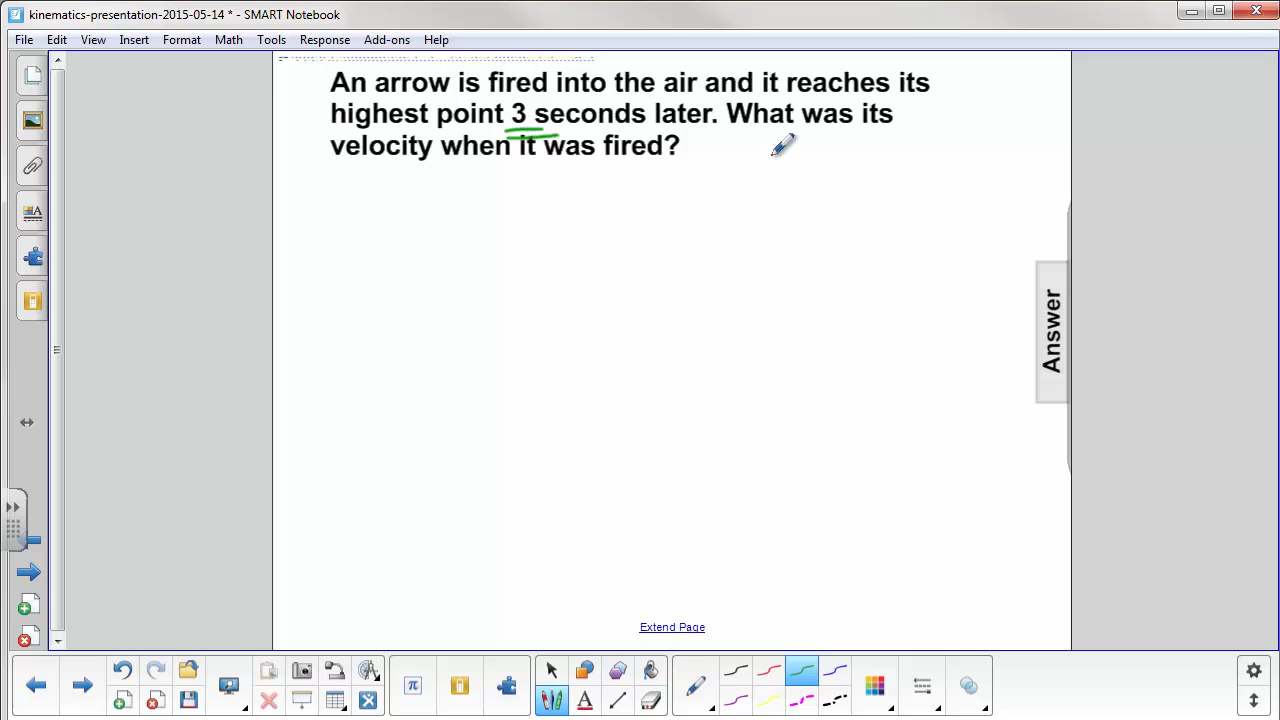 kinematics-presentation-2015-05-14 * - SMART Notebook
File Edit View Insert Format Math Tools Response Add-ons Help
An arrow is fired into the air and it reaches its
highest point 3 seconds later. What was its
velocity when it was fired?
Answer
Extend Page